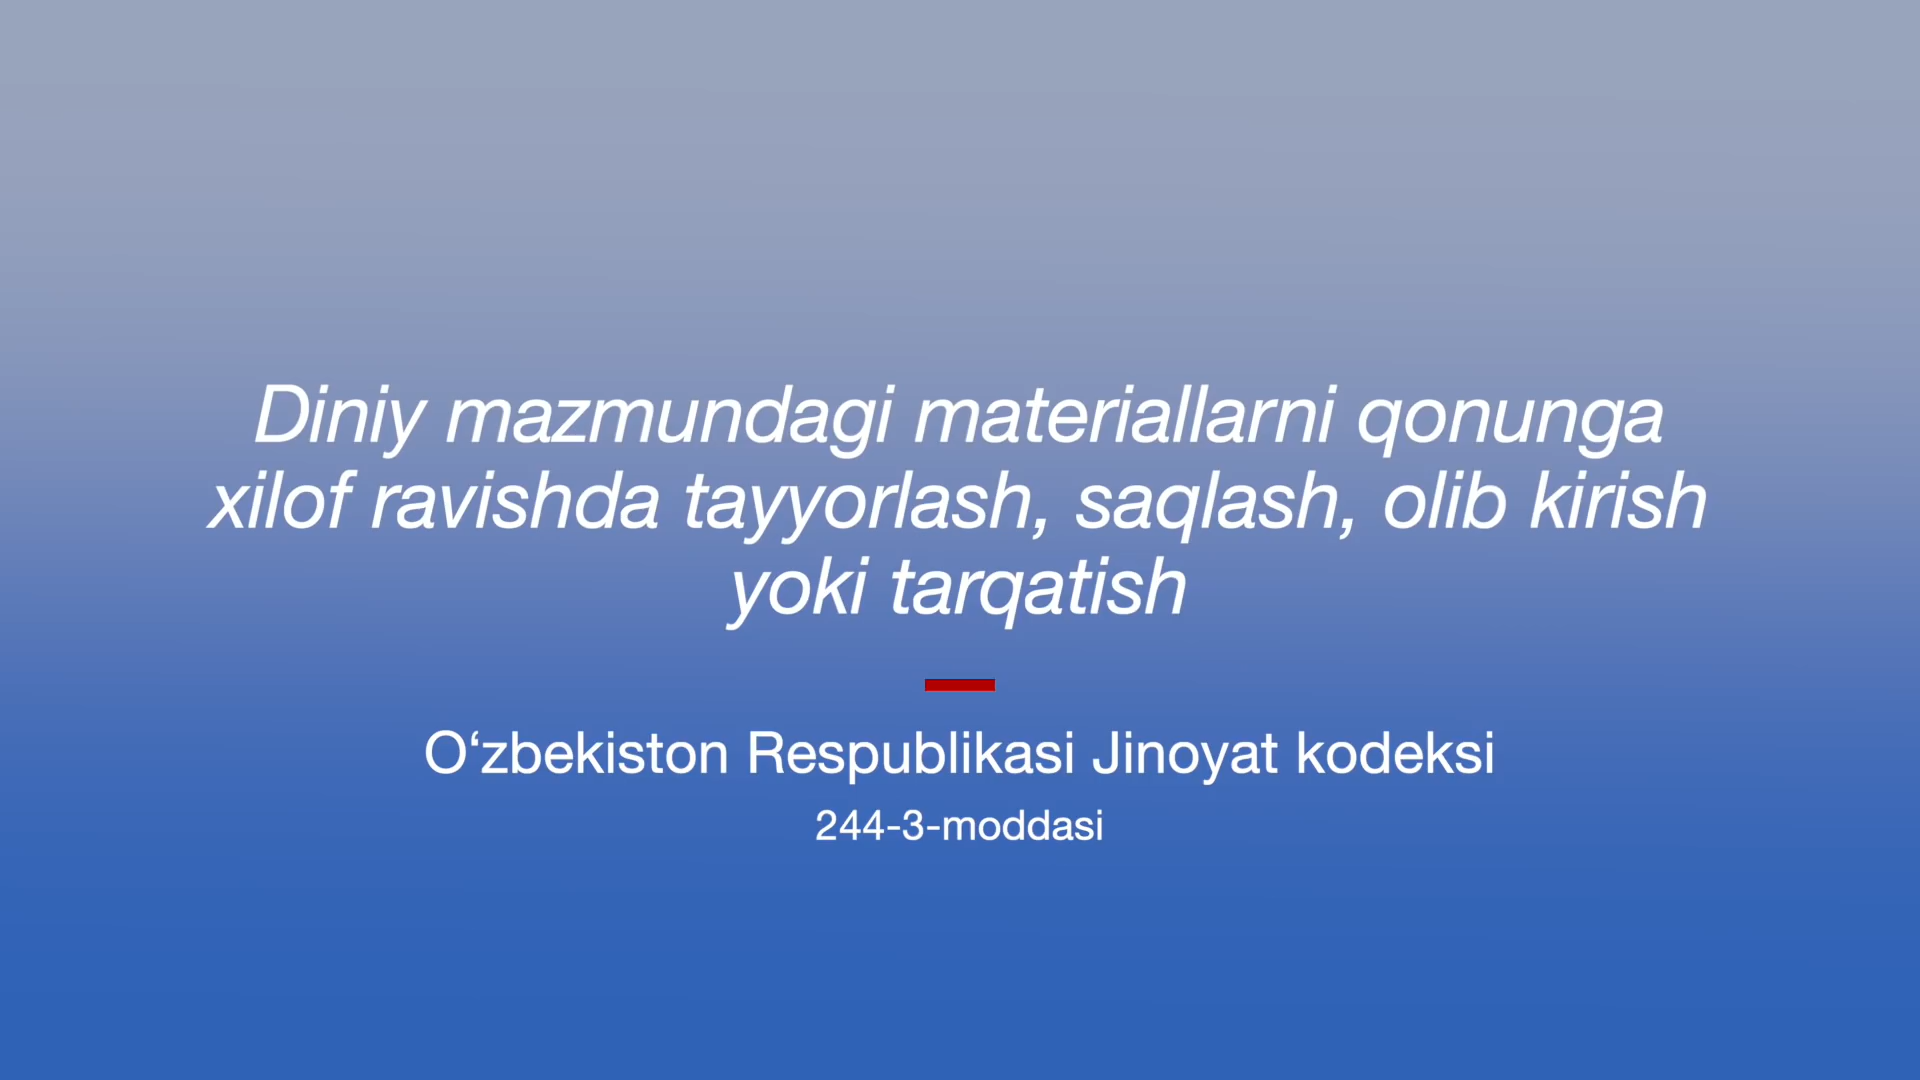 Diniy mazmundagi materiallarni qonunga
xilof ravishda tayyorlash, saqlash, olib kirish
yoki tarqatish
O‘zbekiston Respublikasi Jinoyat kodeksi
244-3-moddasi